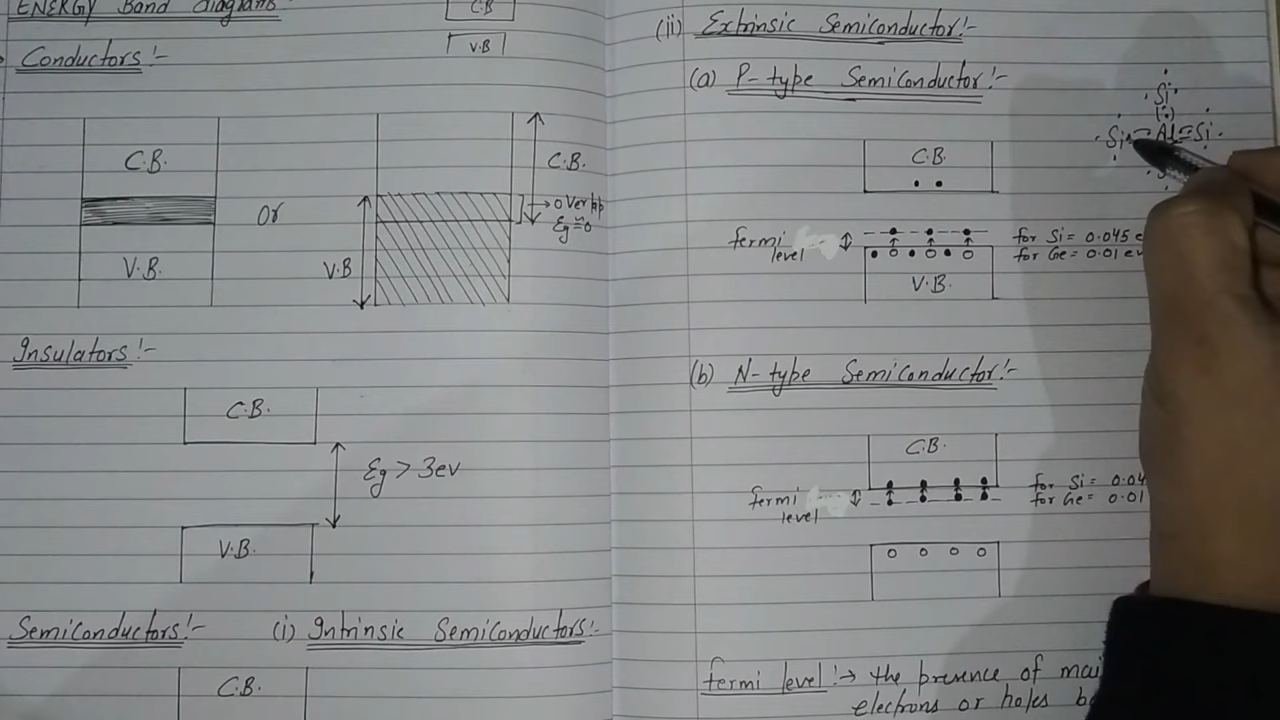 ENERGY Band diagrams
C.B
V.B
Conductors:-
C.B.
V.B.
Or
V.B
C.B.
→overlap
Eg≈0
Insulators:-
C.B.
Eg > 3ev
V.B.
Semiconductors:- (i) Intrinsic Semiconductors:-
C.B.
(ii) Extrinsic Semiconductor:-
(a) P-type Semiconductor:-
Si
Si Al Si
C.B.
fermi
level
for Si = 0.045 e
for Ge = 0.01 ev
V.B.
(b) N-type Semiconductor:-
C.B.
fermi
level
for Si = 0.04
for Ge = 0.01
fermi level:→ the presence of
electrons or holes